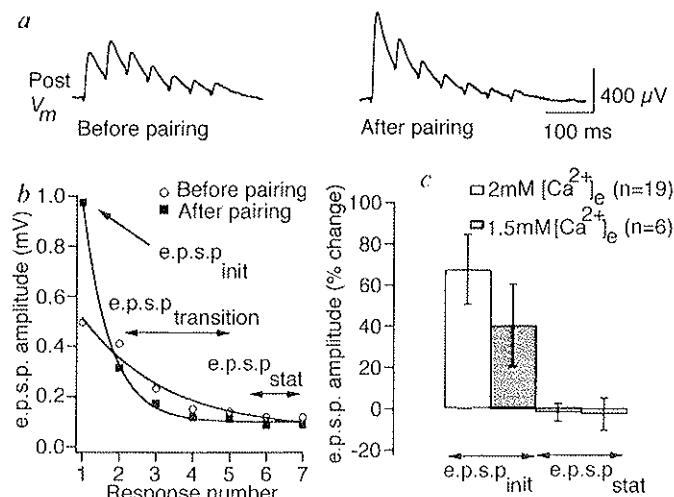 a
Post
Vm
Before pairing
After pairing
400 µV
100 ms
b
○ Before pairing
■ After pairing
e.p.s.p. amplitude (mV)
1.0
0.8
0.6
0.4
0.2
0.0
e.p.s.p init
e.p.s.p transition
e.p.s.p stat
1 2 3 4 5 6 7
Response number
c
2mM [Ca2+]e (n=19)
1.5mM [Ca2+]e (n=6)
e.p.s.p. amplitude (% change)
100
80
60
40
20
0
-20
e.p.s.p init
e.p.s.p stat